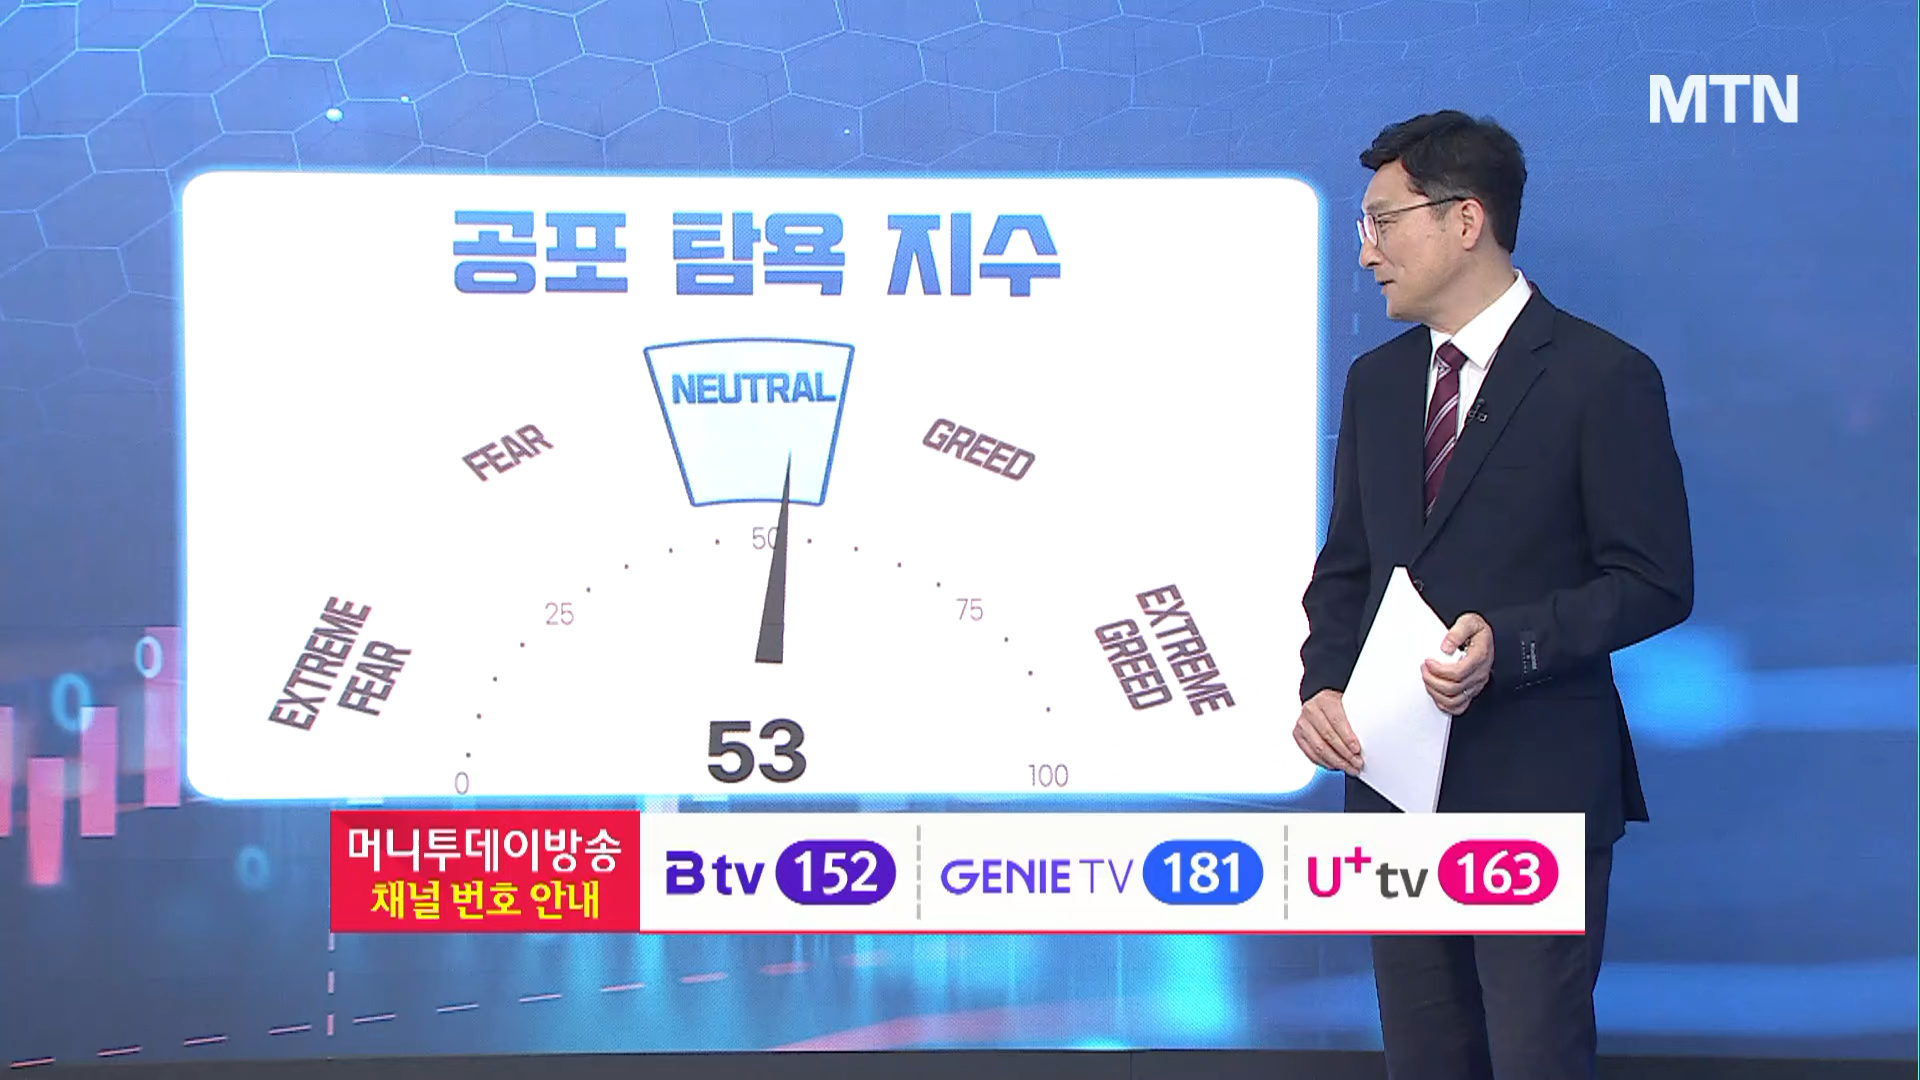 MTN
공포 탐욕 지수
NEUTRAL
FEAR
GREED
EXTREME
FEAR
EXTREME
GREED
0
25
50
75
100
53
머니투데이방송
채널 번호 안내
B tv 152
GENIE TV 181
U+ tv 163